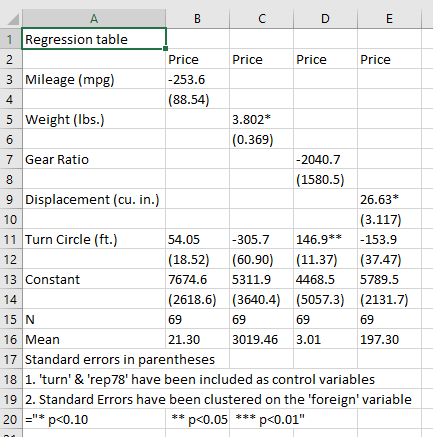 A B C D E
1 Regression table
2 Price Price Price Price
3 Mileage (mpg) -253.6
4 (88.54)
5 Weight (lbs.) 3.802*
6 (0.369)
7 Gear Ratio -2040.7
8 (1580.5)
9 Displacement (cu. in.) 26.63*
10 (3.117)
11 Turn Circle (ft.) 54.05 -305.7 146.9** -153.9
12 (18.52) (60.90) (11.37) (37.47)
13 Constant 7674.6 5311.9 4468.5 5789.5
14 (2618.6) (3640.4) (5057.3) (2131.7)
15 N 69 69 69 69
16 Mean 21.30 3019.46 3.01 197.30
17 Standard errors in parentheses
18 1. 'turn' & 'rep78' have been included as control variables
19 2. Standard Errors have been clustered on the 'foreign' variable
20 ="* p<0.10 ** p<0.05 *** p<0.01"